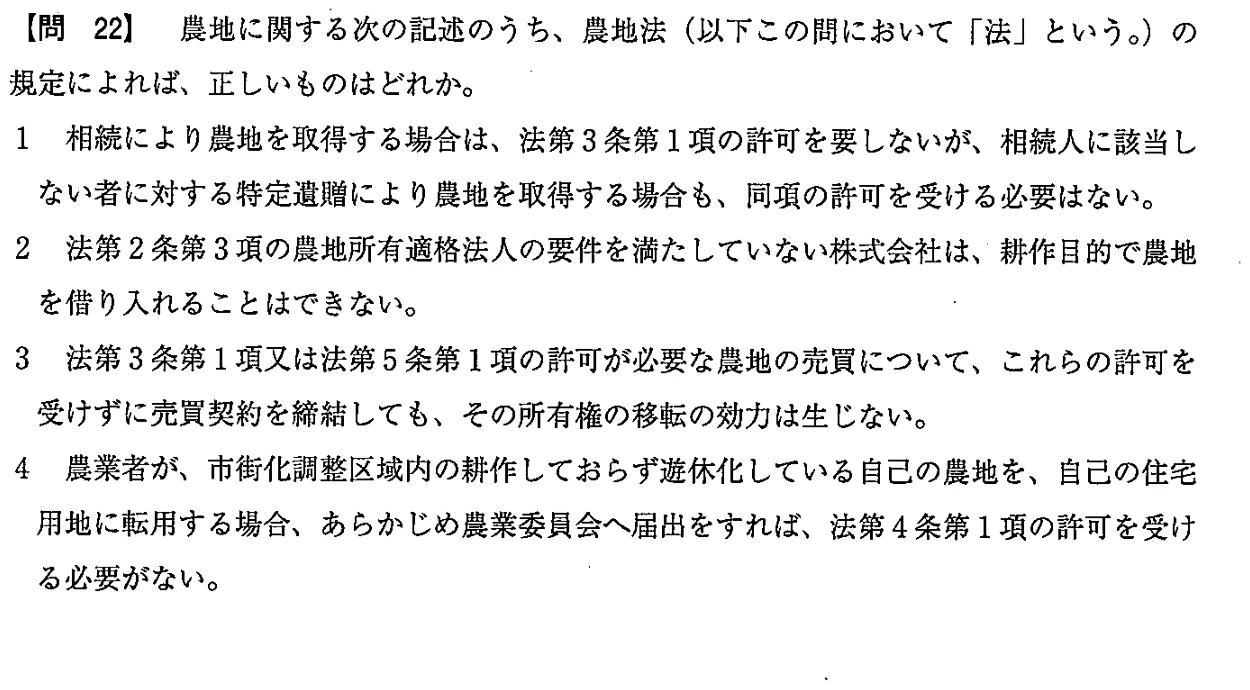 【問 22】 農地に関する次の記述のうち、農地法（以下この問において「法」という。）の
規定によれば、正しいものはどれか。
1 相続により農地を取得する場合は、法第3条第1項の許可を要しないが、相続人に該当し
ない者に対する特定遺贈により農地を取得する場合も、同項の許可を受ける必要はない。
2 法第2条第3項の農地所有適格法人の要件を満たしていない株式会社は、耕作目的で農地
を借り入れることはできない。
3 法第3条第1項又は法第5条第1項の許可が必要な農地の売買について、これらの許可を
受けずに売買契約を締結しても、その所有権の移転の効力は生じない。
4 農業者が、市街化調整区域内の耕作しておらず遊休化している自己の農地を、自己の住宅
用地に転用する場合、あらかじめ農業委員会へ届出をすれば、法第4条第1項の許可を受け
る必要がない。